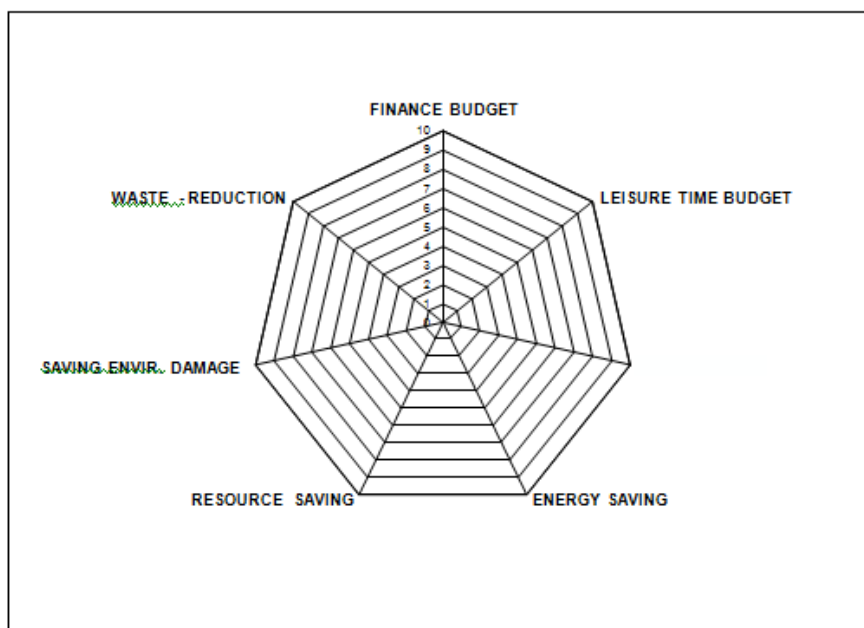 FINANCE BUDGET
10
9
8
7
6
5
4
3
2
1
0
WASTE - REDUCTION
LEISURE TIME BUDGET
SAVING ENVIR. DAMAGE
RESOURCE SAVING
ENERGY SAVING